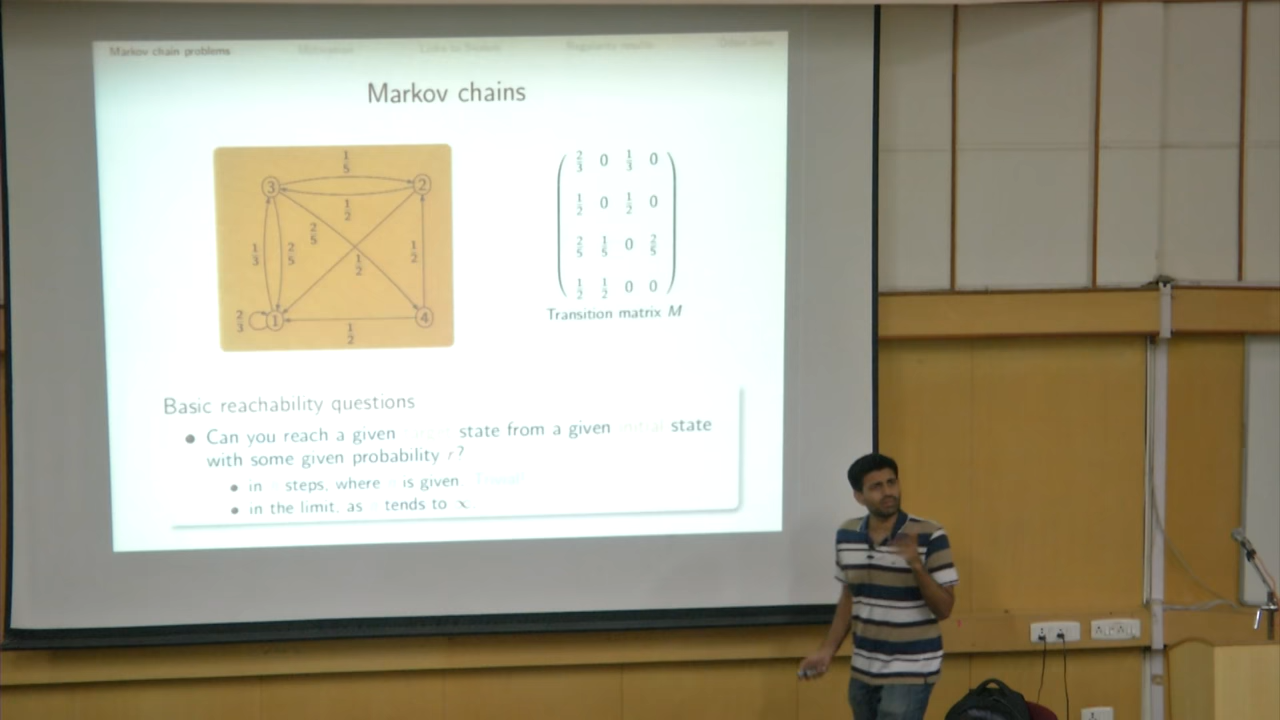 Markov chain problems
Markov chains
1/5
3 2
1/2
2/5
1/3 2/5 1/2 1/2
2/3 1 4
1/2
2/3 0 1/3 0
1/2 0 1/2 0
2/5 1/5 0 2/5
1/2 1/2 0 0
Transition matrix M
Basic reachability questions
Can you reach a given state from a given initial state
with some given probability r?
in steps, where is given
in the limit, as tends to ∞